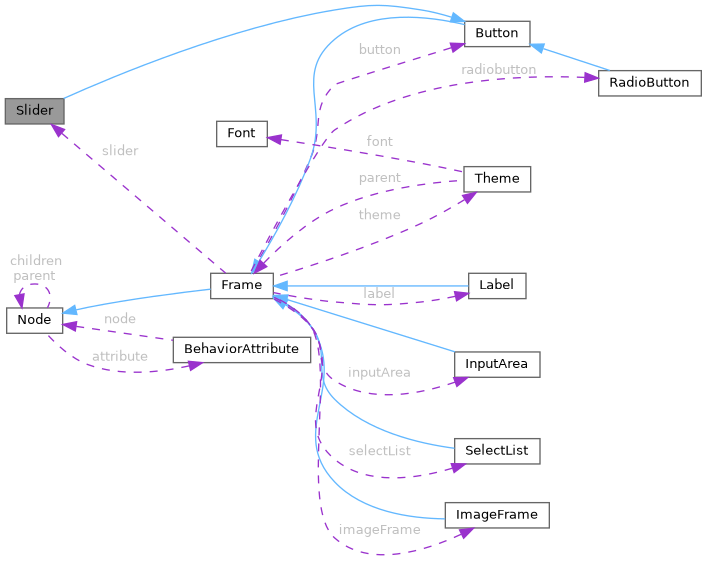 Button
button
radiobutton
RadioButton
Slider
Font
font
slider
Theme
parent
theme
children
parent
Frame
Label
label
Node
node
BehaviorAttribute
attribute
InputArea
inputArea
SelectList
selectList
ImageFrame
imageFrame